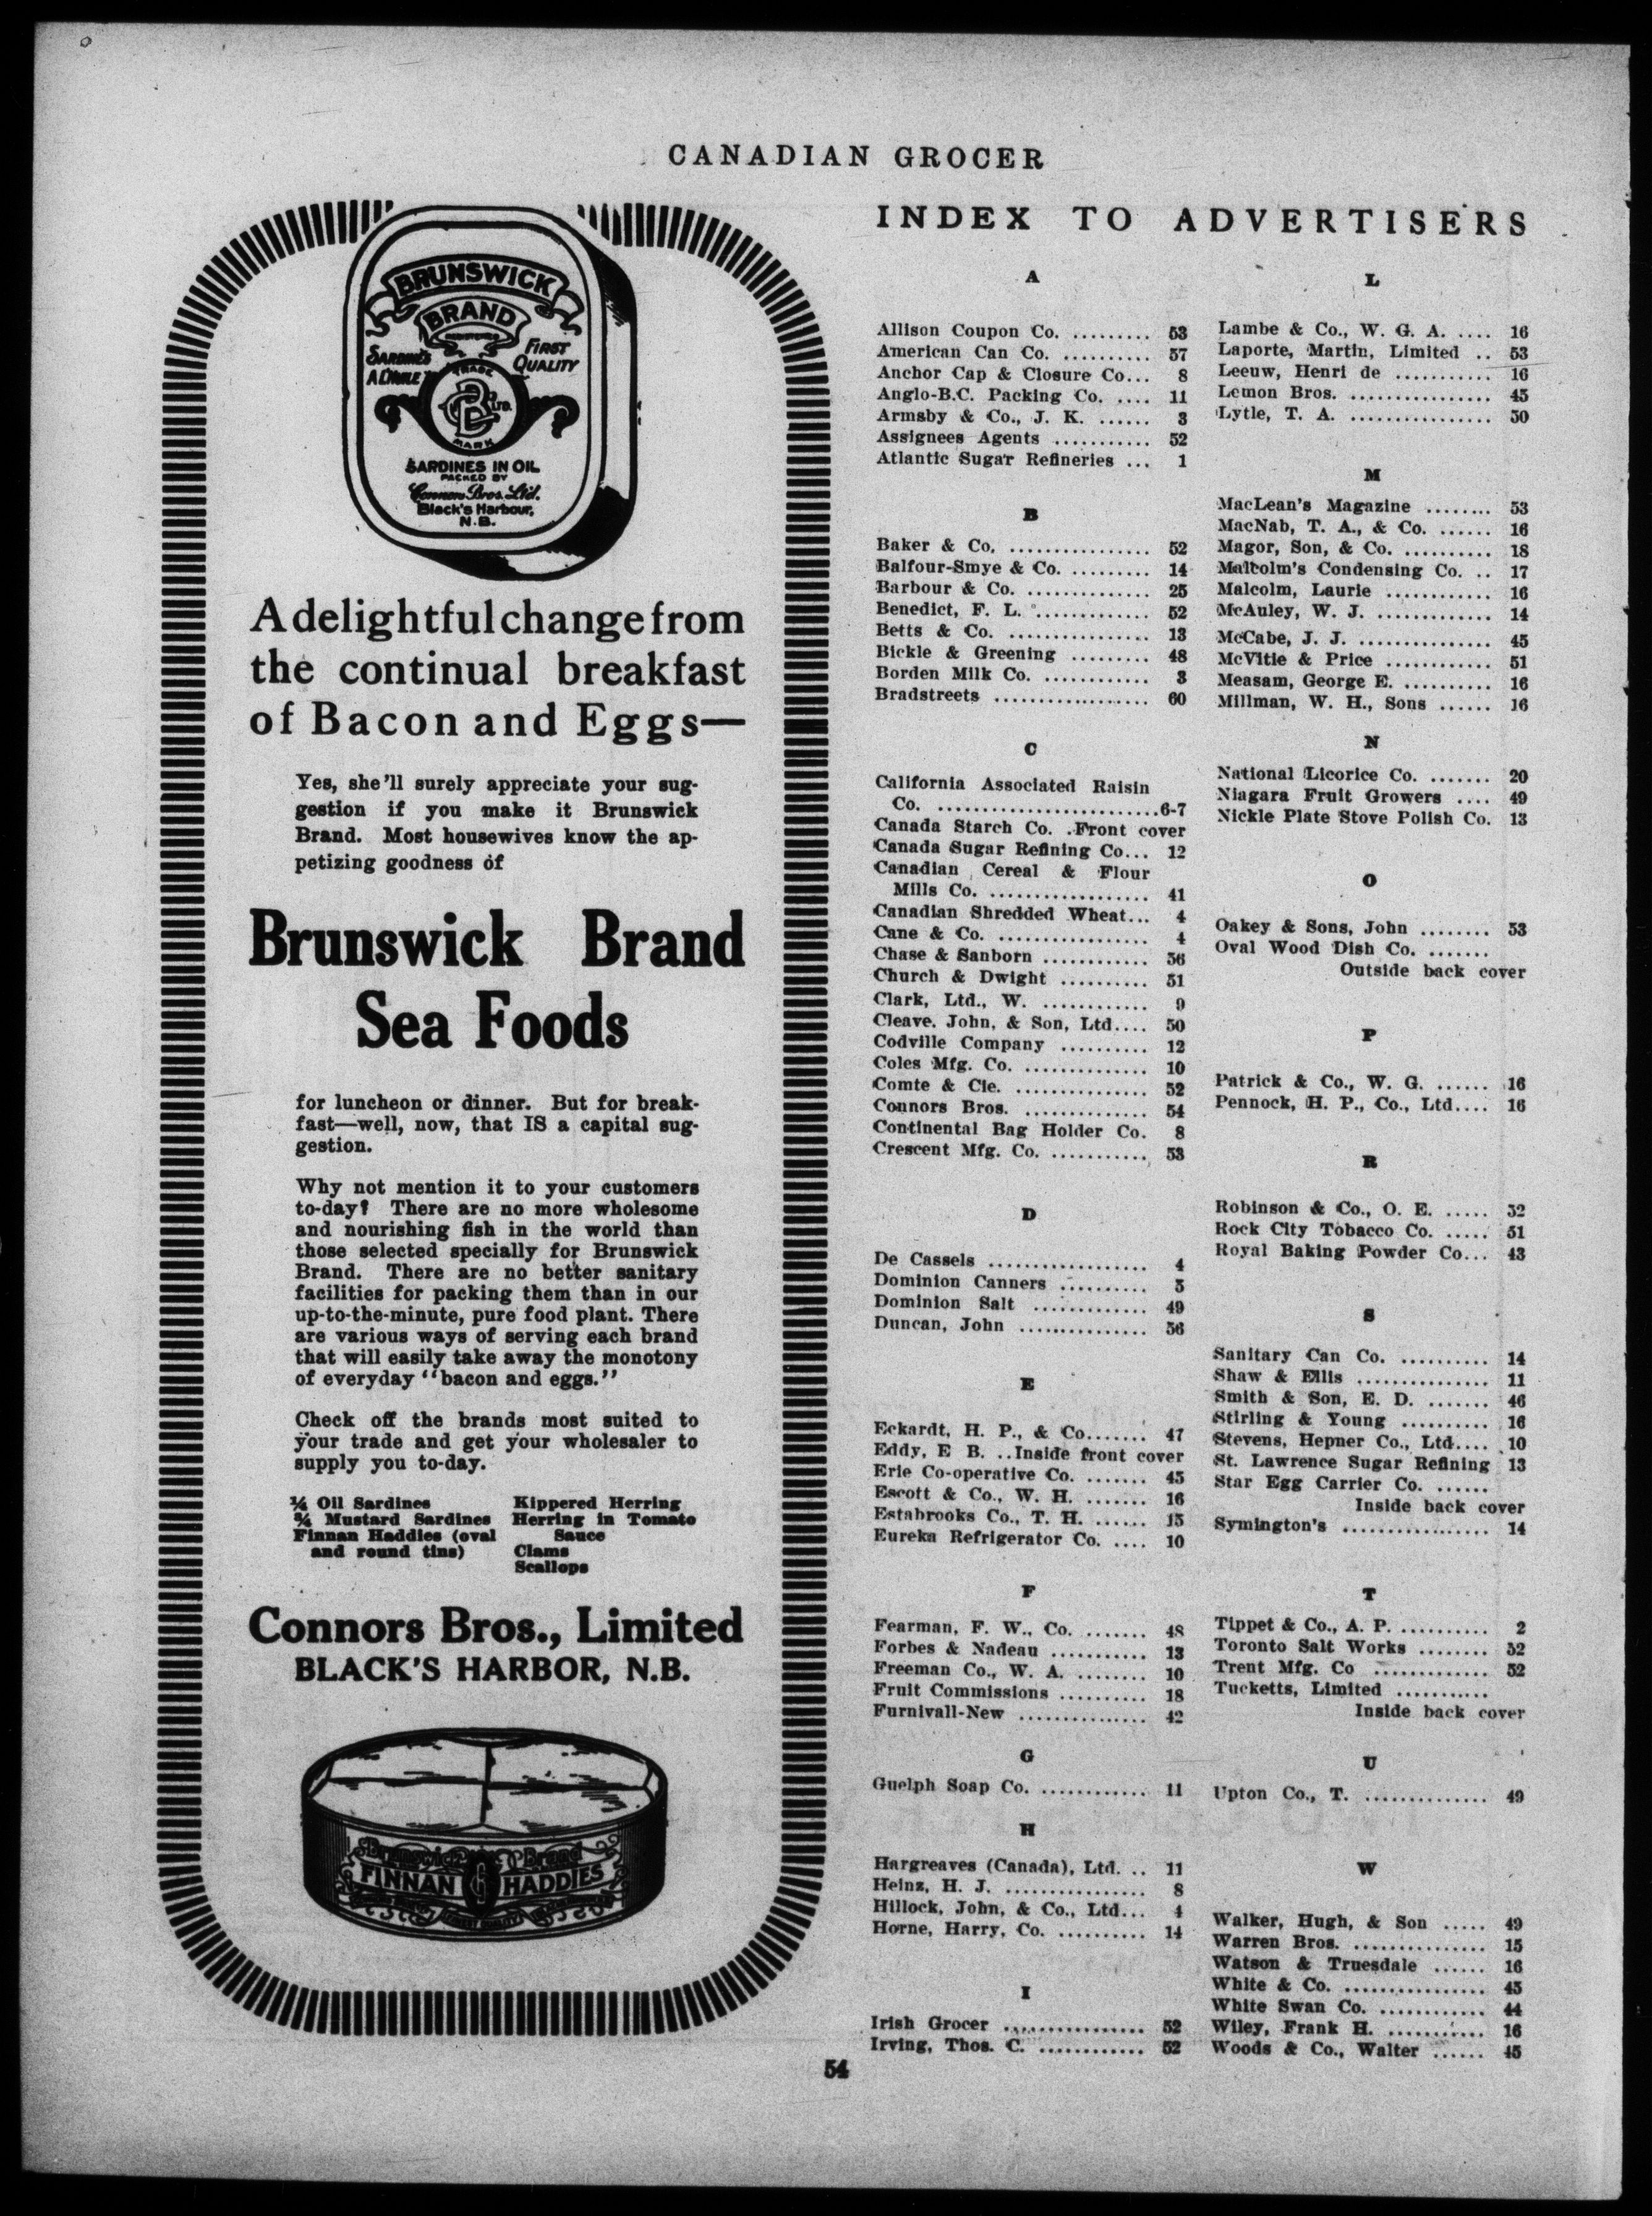 CANADIAN GROCER
BRUNSWICK
BRAND
SARDINES
A L'HUILE
FIRST
QUALITY
TRADE
LTD.
MARK
SARDINES IN OIL
PACKED BY
Connors Bros. Ltd.
Black's Harbour,
N.B.
A delightful change from
the continual breakfast
of Bacon and Eggs—
Yes, she'll surely appreciate your sug-
gestion if you make it Brunswick
Brand. Most housewives know the ap-
petizing goodness of
Brunswick Brand
Sea Foods
for luncheon or dinner. But for break-
fast—well, now, that IS a capital sug-
gestion.
Why not mention it to your customers
to-day? There are no more wholesome
and nourishing fish in the world than
those selected specially for Brunswick
Brand. There are no better sanitary
facilities for packing them than in our
up-to-the-minute, pure food plant. There
are various ways of serving each brand
that will easily take away the monotony
of everyday "bacon and eggs."
Check off the brands most suited to
your trade and get your wholesaler to
supply you to-day.
¼ Oil Sardines
¾ Mustard Sardines
Finnan Haddies (oval
and round tins)
Kippered Herring
Herring in Tomato
Sauce
Clams
Scallops
Connors Bros., Limited
BLACK'S HARBOR, N.B.
Brunswick Brand
FINNAN HADDIES
INDEX TO ADVERTISERS
A
Allison Coupon Co. ......... 53
American Can Co. .......... 57
Anchor Cap & Closure Co... 8
Anglo-B.C. Packing Co. .... 11
Armsby & Co., J. K. ...... 3
Assignees Agents ........... 52
Atlantic Sugar Refineries ... 1
B
Baker & Co. ................ 52
Balfour-Smye & Co. ......... 14
Barbour & Co. .............. 25
Benedict, F. L. ............. 52
Betts & Co. ................ 13
Bickle & Greening ......... 48
Borden Milk Co. ............ 3
Bradstreets .................. 60
C
California Associated Raisin
Co. .........................6-7
Canada Starch Co. .Front cover
Canada Sugar Refining Co... 12
Canadian Cereal & Flour
Mills Co. .................. 41
Canadian Shredded Wheat... 4
Cane & Co. ................. 4
Chase & Sanborn ............ 56
Church & Dwight .......... 51
Clark, Ltd., W. ............ 9
Cleave, John, & Son, Ltd.... 50
Codville Company .......... 12
Coles Mfg. Co. .............. 10
Comte & Cie. ............... 52
Connors Bros. .............. 54
Continental Bag Holder Co. 8
Crescent Mfg. Co. ........... 53
D
De Cassels .................. 4
Dominion Canners .......... 5
Dominion Salt ............. 49
Duncan, John ............... 56
E
Eckardt, H. P., & Co....... 47
Eddy, E B. ..Inside front cover
Erie Co-operative Co. ....... 45
Escott & Co., W. H. ....... 16
Estabrooks Co., T. H. ...... 15
Eureka Refrigerator Co. .... 10
F
Fearman, F. W., Co. ....... 48
Forbes & Nadeau ........... 13
Freeman Co., W. A. ........ 10
Fruit Commissions .......... 18
Furnivall-New ............... 42
G
Guelph Soap Co. ............ 11
H
Hargreaves (Canada), Ltd. .. 11
Heinz, H. J. ................ 8
Hillock, John, & Co., Ltd... 4
Horne, Harry, Co. .......... 14
I
Irish Grocer ................ 52
Irving, Thos. C. ............ 52
L
Lambe & Co., W. G. A. .... 16
Laporte, Martin, Limited .. 53
Leeuw, Henri de ........... 16
Lemon Bros. ................ 45
Lytle, T. A. ................ 50
M
MacLean's Magazine ........ 53
MacNab, T. A., & Co. ...... 16
Magor, Son, & Co. .......... 18
Malcolm's Condensing Co. .. 17
Malcolm, Laurie ............ 16
McAuley, W. J. ............. 14
McCabe, J. J. ............... 45
McVitie & Price ............ 51
Measam, George E. .......... 16
Millman, W. H., Sons ...... 16
N
National Licorice Co. ....... 20
Niagara Fruit Growers .... 49
Nickle Plate Stove Polish Co. 13
O
Oakey & Sons, John ........ 53
Oval Wood Dish Co. .......
Outside back cover
P
Patrick & Co., W. G. ...... 16
Pennock, H. P., Co., Ltd.... 16
R
Robinson & Co., O. E. ..... 52
Rock City Tobacco Co. ..... 51
Royal Baking Powder Co... 43
S
Sanitary Can Co. .......... 14
Shaw & Ellis ............... 11
Smith & Son, E. D. ....... 46
Stirling & Young .......... 16
Stevens, Hepner Co., Ltd.... 10
St. Lawrence Sugar Refining 13
Star Egg Carrier Co. ......
Inside back cover
Symington's ................. 14
T
Tippet & Co., A. P. .......... 2
Toronto Salt Works ........ 52
Trent Mfg. Co ............. 52
Tucketts, Limited ...........
Inside back cover
U
Upton Co., T. .............. 49
W
Walker, Hugh, & Son ..... 49
Warren Bros. ............... 15
Watson & Truesdale ...... 16
White & Co. ................ 45
White Swan Co. ............ 44
Wiley, Frank H. ........... 16
Woods & Co., Walter ...... 45
54